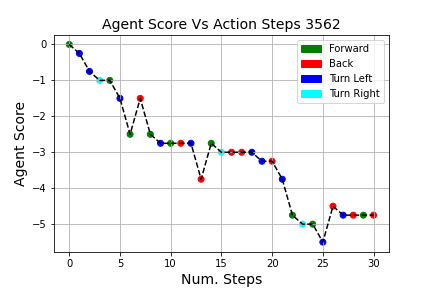 Agent Score Vs Action Steps 3562
Agent Score
0
−1
−2
−3
−4
−5
Forward
Back
Turn Left
Turn Right
0 5 10 15 20 25 30
Num. Steps